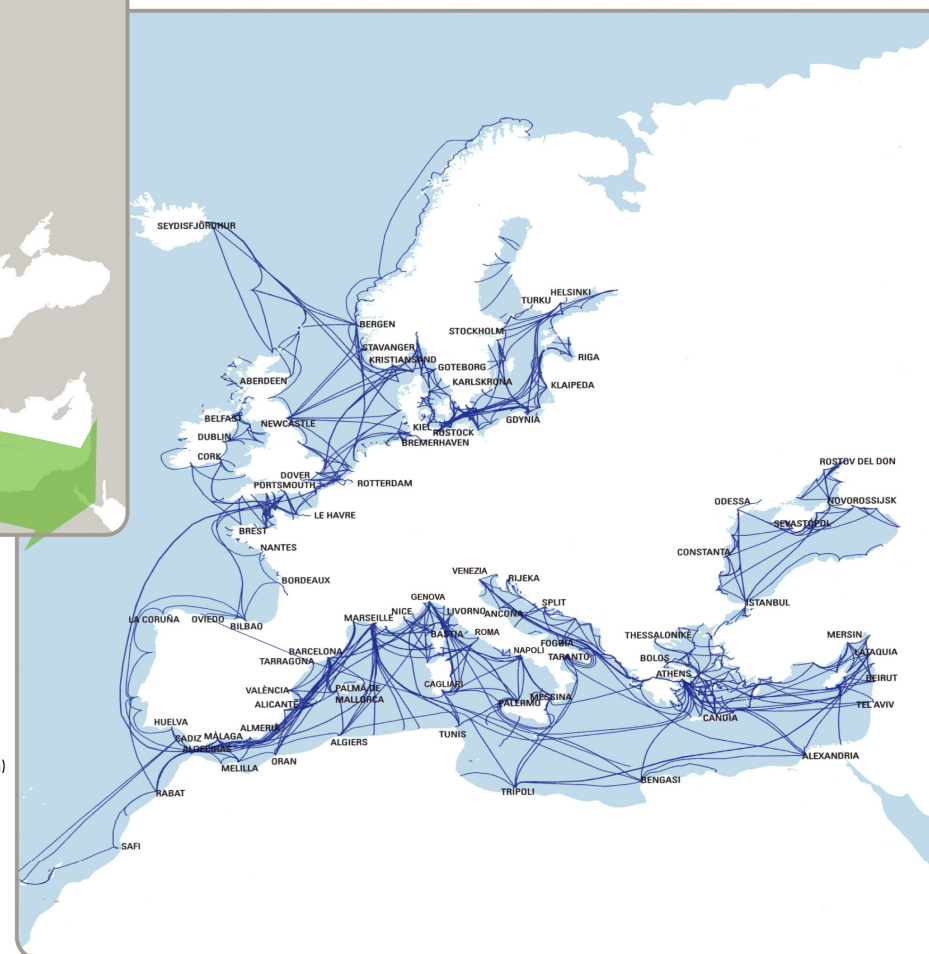 SEYDISFJÖRDHUR
HELSINKI
TURKU
BERGEN
STOCKHOLM
STAVANGER
KRISTIANSAND
RIGA
GOTEBORG
ABERDEEN
KARLSKRONA
KLAIPEDA
BELFAST
NEWCASTLE
GDYNIA
KIEL
ROSTOCK
DUBLIN
BREMERHAVEN
CORK
ROSTOV DEL DON
DOVER
ROTTERDAM
PORTSMOUTH
ODESSA
NOVOROSSIJSK
LE HAVRE
SEVASTOPOL
BREST
NANTES
CONSTANTA
VENEZIA
RIJEKA
BORDEAUX
GENOVA
SPLIT
ISTANBUL
NICE
LIVORNO
ANCONA
LA CORUÑA
OVIEDO
MARSEILLE
BILBAO
BASTIA
ROMA
THESSALONIKE
MERSIN
FOGGIA
BARCELONA
NAPOLI
LATAQUIA
TARRAGONA
TARANTO
BOLOS
ATHENS
BEIRUT
CAGLIARI
VALÈNCIA
PALMA DE
MALLORCA
MESSINA
ALICANTE
PALERMO
TEL AVIV
CANDIA
HUELVA
ALMERIA
CADIZ
MÀLAGA
TUNIS
ALGIERS
ALGECIRAS
ALEXANDRIA
ORAN
)
MELILLA
BENGASI
RABAT
TRIPOLI
SAFI